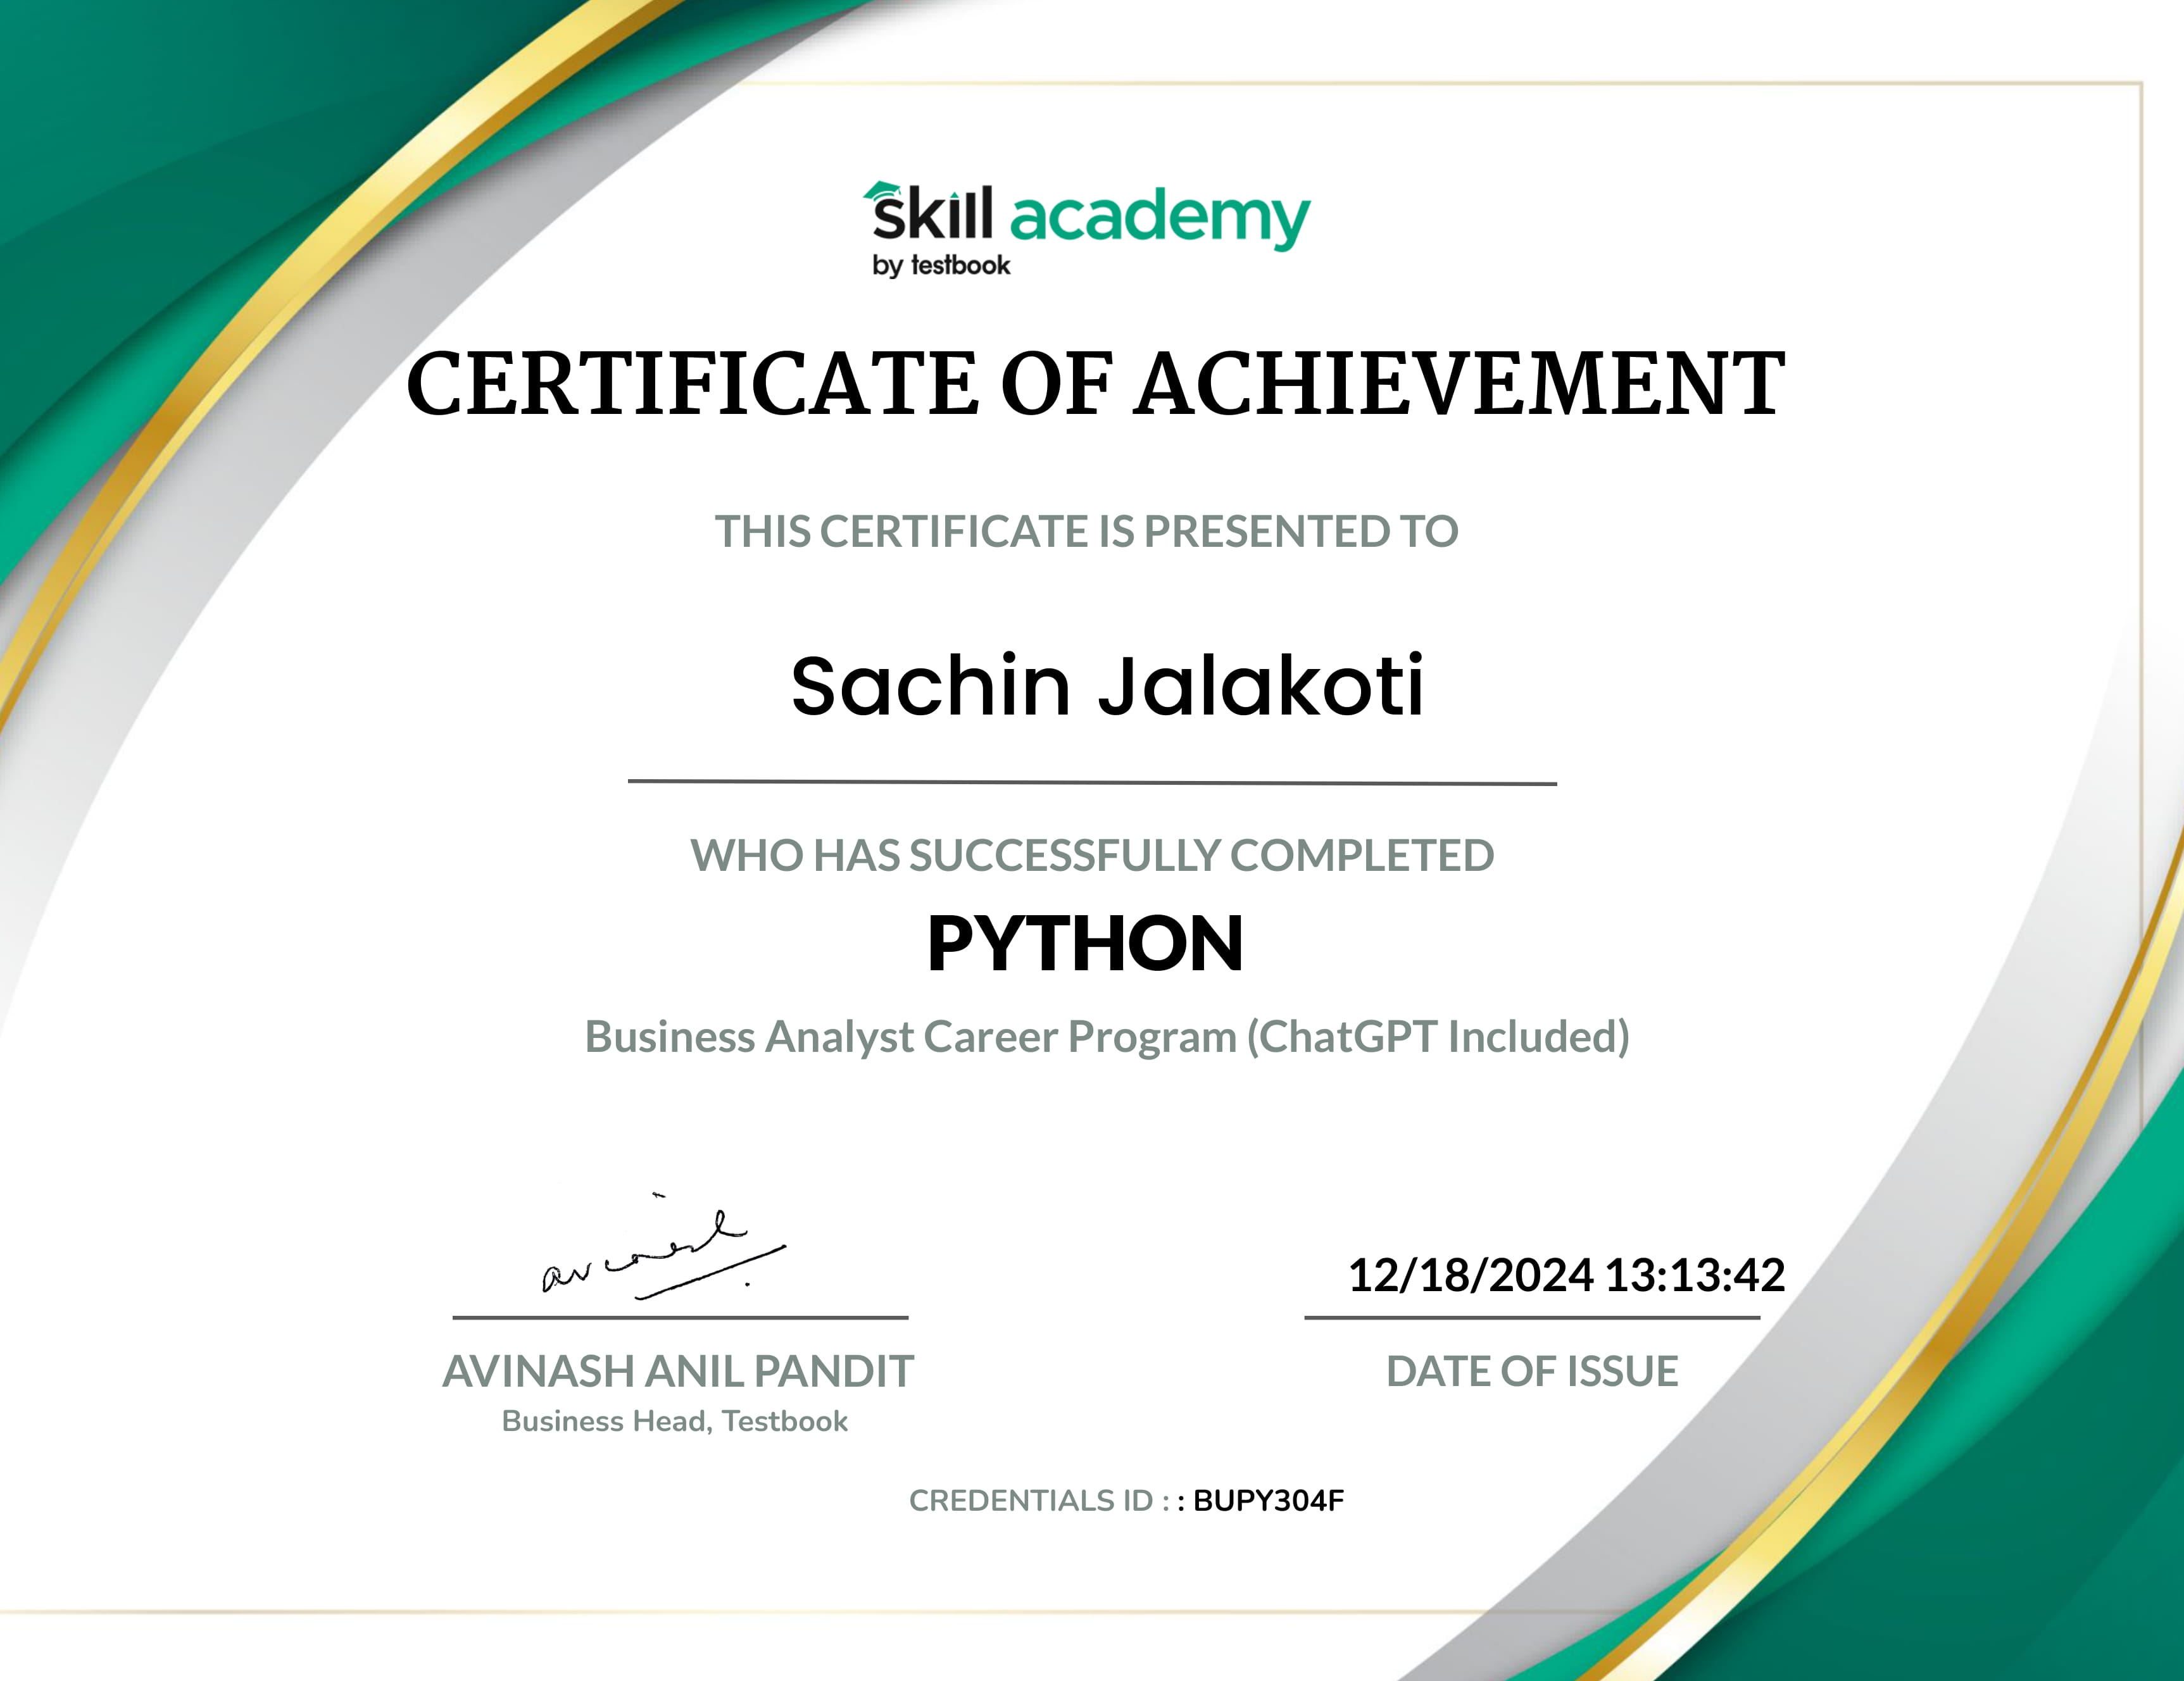 skill academy
by testbook
CERTIFICATE OF ACHIEVEMENT
THIS CERTIFICATE IS PRESENTED TO
Sachin Jalakoti
WHO HAS SUCCESSFULLY COMPLETED
PYTHON
Business Analyst Career Program (ChatGPT Included)
avinash
12/18/2024 13:13:42
AVINASH ANIL PANDIT
DATE OF ISSUE
Business Head, Testbook
CREDENTIALS ID : : BUPY304F